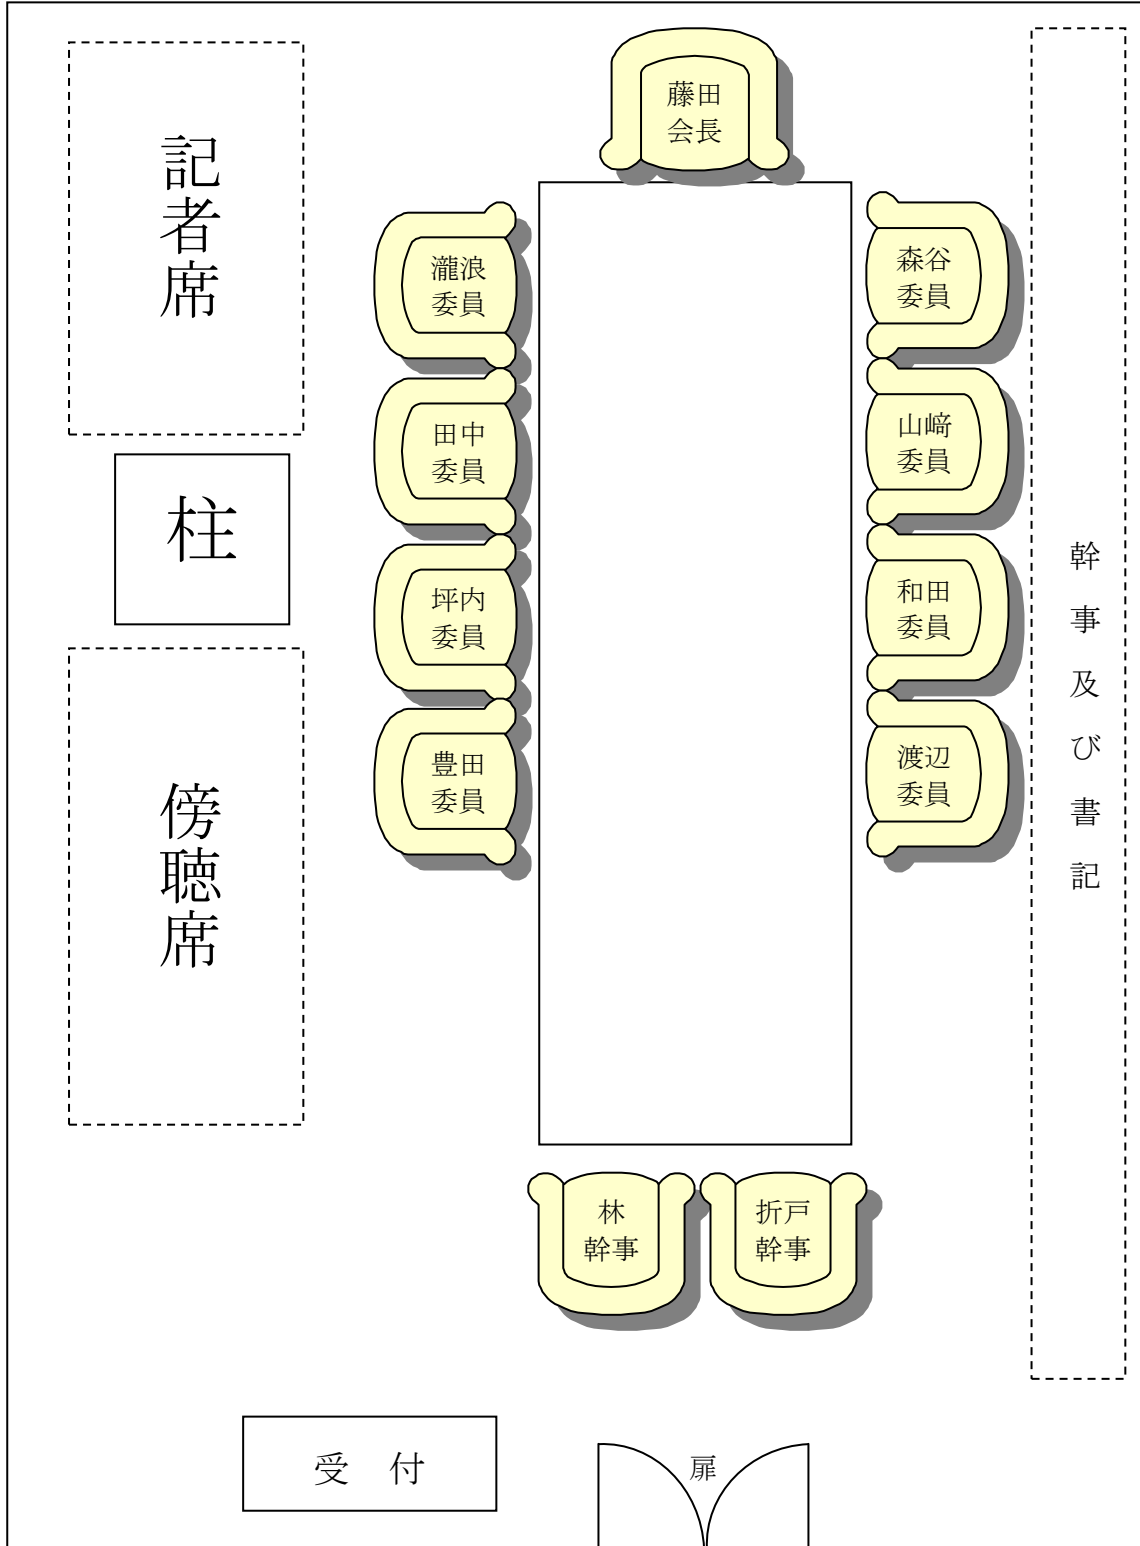 藤田
会長
記者席
瀧浪
委員
森谷
委員
田中
委員
山﨑
委員
柱
坪内
委員
和田
委員
幹事及び書記
豊田
委員
渡辺
委員
傍聴席
林
幹事
折戸
幹事
受 付
扉